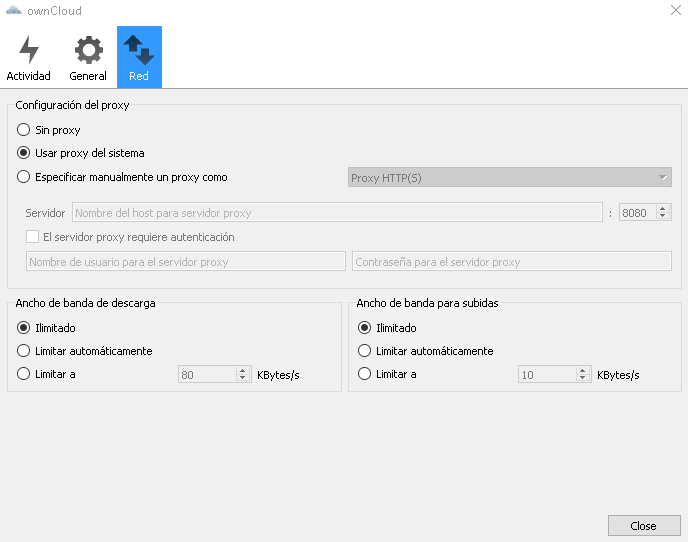 ownCloud
Actividad General Red
Configuración del proxy
Sin proxy
Usar proxy del sistema
Especificar manualmente un proxy como Proxy HTTP(S)
Servidor Nombre del host para servidor proxy : 8080
El servidor proxy requiere autenticación
Nombre de usuario para el servidor proxy Contraseña para el servidor proxy
Ancho de banda de descarga Ancho de banda para subidas
Ilimitado Ilimitado
Limitar automáticamente Limitar automáticamente
Limitar a 80 KBytes/s Limitar a 10 KBytes/s
Close